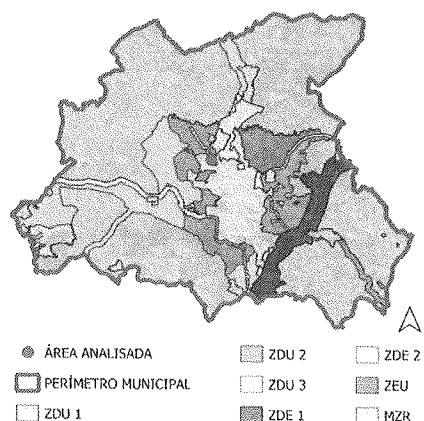 ÁREA ANALISADA
PERÍMETRO MUNICIPAL
ZDU 1
ZDU 2
ZDU 3
ZDE 1
ZDE 2
ZEU
MZR